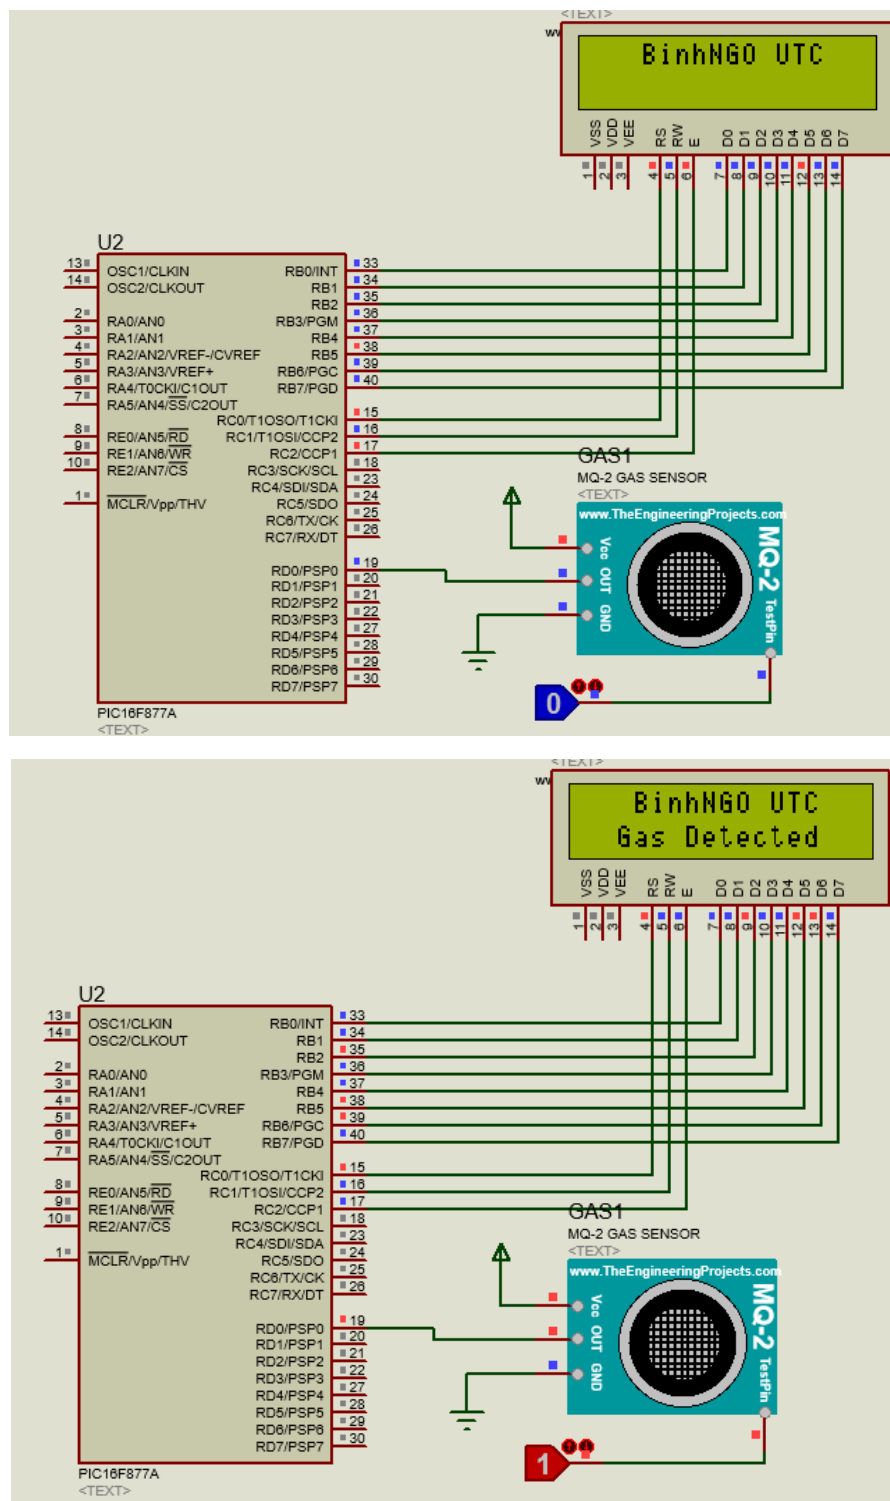 <TEXT>
ww
BinhNGO UTC
VSS
VDD
VEE
RS
RW
E
D0
D1
D2
D3
D4
D5
D6
D7
1
2
3
4
5
6
7
8
9
10
11
12
13
14
U2
13 OSC1/CLKIN RB0/INT 33
14 OSC2/CLKOUT RB1 34
RB2 35
2 RA0/AN0 RB3/PGM 36
3 RA1/AN1 RB4 37
4 RA2/AN2/VREF-/CVREF RB5 38
5 RA3/AN3/VREF+ RB6/PGC 39
6 RA4/T0CKI/C1OUT RB7/PGD 40
7 RA5/AN4/SS/C2OUT
RC0/T1OSO/T1CKI 15
8 RE0/AN5/RD RC1/T1OSI/CCP2 16
9 RE1/AN6/WR RC2/CCP1 17
10 RE2/AN7/CS RC3/SCK/SCL 18
RC4/SDI/SDA 23
1 MCLR/Vpp/THV RC5/SDO 24
RC6/TX/CK 25
RC7/RX/DT 26
RD0/PSP0 19
RD1/PSP1 20
RD2/PSP2 21
RD3/PSP3 22
RD4/PSP4 27
RD5/PSP5 28
RD6/PSP6 29
RD7/PSP7 30
PIC16F877A
<TEXT>
GAS1
MQ-2 GAS SENSOR
<TEXT>
www.TheEngineeringProjects.com
Vcc
OUT
GND
MQ-2
TestPin
0
<TEXT>
ww
BinhNGO UTC
Gas Detected
VSS
VDD
VEE
RS
RW
E
D0
D1
D2
D3
D4
D5
D6
D7
1
2
3
4
5
6
7
8
9
10
11
12
13
14
U2
13 OSC1/CLKIN RB0/INT 33
14 OSC2/CLKOUT RB1 34
RB2 35
2 RA0/AN0 RB3/PGM 36
3 RA1/AN1 RB4 37
4 RA2/AN2/VREF-/CVREF RB5 38
5 RA3/AN3/VREF+ RB6/PGC 39
6 RA4/T0CKI/C1OUT RB7/PGD 40
7 RA5/AN4/SS/C2OUT
RC0/T1OSO/T1CKI 15
8 RE0/AN5/RD RC1/T1OSI/CCP2 16
9 RE1/AN6/WR RC2/CCP1 17
10 RE2/AN7/CS RC3/SCK/SCL 18
RC4/SDI/SDA 23
1 MCLR/Vpp/THV RC5/SDO 24
RC6/TX/CK 25
RC7/RX/DT 26
RD0/PSP0 19
RD1/PSP1 20
RD2/PSP2 21
RD3/PSP3 22
RD4/PSP4 27
RD5/PSP5 28
RD6/PSP6 29
RD7/PSP7 30
PIC16F877A
<TEXT>
GAS1
MQ-2 GAS SENSOR
<TEXT>
www.TheEngineeringProjects.com
Vcc
OUT
GND
MQ-2
TestPin
1